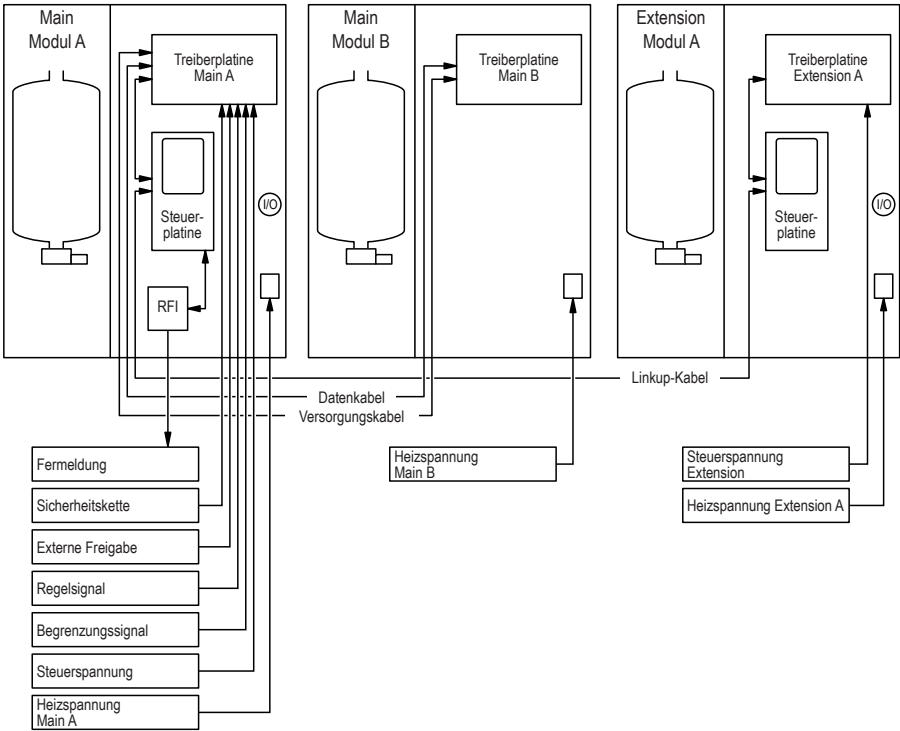 Main
Modul A
Treiberplatine
Main A
Steuer-
platine
I/O
RFI
Main
Modul B
Treiberplatine
Main B
Extension
Modul A
Treiberplatine
Extension A
Steuer-
platine
I/O
Linkup-Kabel
Datenkabel
Versorgungskabel
Fermeldung
Sicherheitskette
Externe Freigabe
Regelsignal
Begrenzungssignal
Steuerspannung
Heizspannung
Main A
Heizspannung
Main B
Steuerspannung
Extension
Heizspannung Extension A